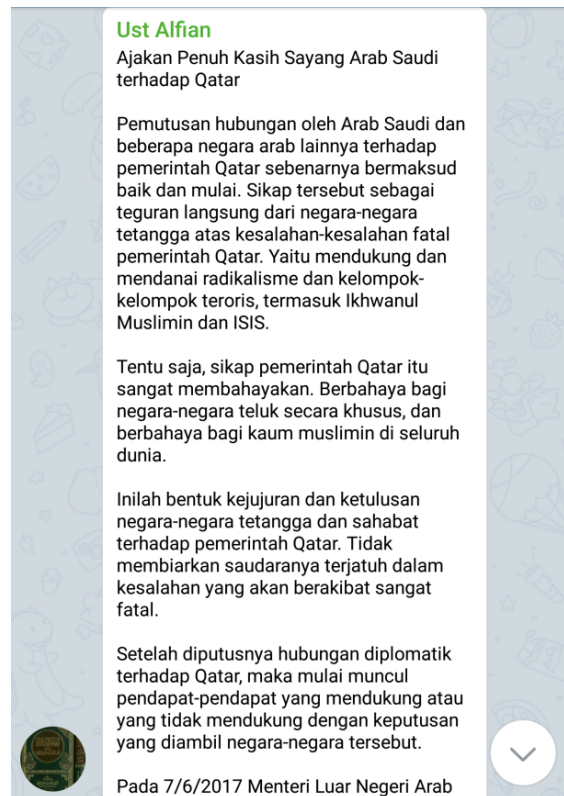 Ust Alfian
Ajakan Penuh Kasih Sayang Arab Saudi
terhadap Qatar
Pemutusan hubungan oleh Arab Saudi dan
beberapa negara arab lainnya terhadap
pemerintah Qatar sebenarnya bermaksud
baik dan mulai. Sikap tersebut sebagai
teguran langsung dari negara-negara
tetangga atas kesalahan-kesalahan fatal
pemerintah Qatar. Yaitu mendukung dan
mendanai radikalisme dan kelompok-
kelompok teroris, termasuk Ikhwanul
Muslimin dan ISIS.
Tentu saja, sikap pemerintah Qatar itu
sangat membahayakan. Berbahaya bagi
negara-negara teluk secara khusus, dan
berbahaya bagi kaum muslimin di seluruh
dunia.
Inilah bentuk kejujuran dan ketulusan
negara-negara tetangga dan sahabat
terhadap pemerintah Qatar. Tidak
membiarkan saudaranya terjatuh dalam
kesalahan yang akan berakibat sangat
fatal.
Setelah diputusnya hubungan diplomatik
terhadap Qatar, maka mulai muncul
pendapat-pendapat yang mendukung atau
yang tidak mendukung dengan keputusan
yang diambil negara-negara tersebut.
Pada 7/6/2017 Menteri Luar Negeri Arab